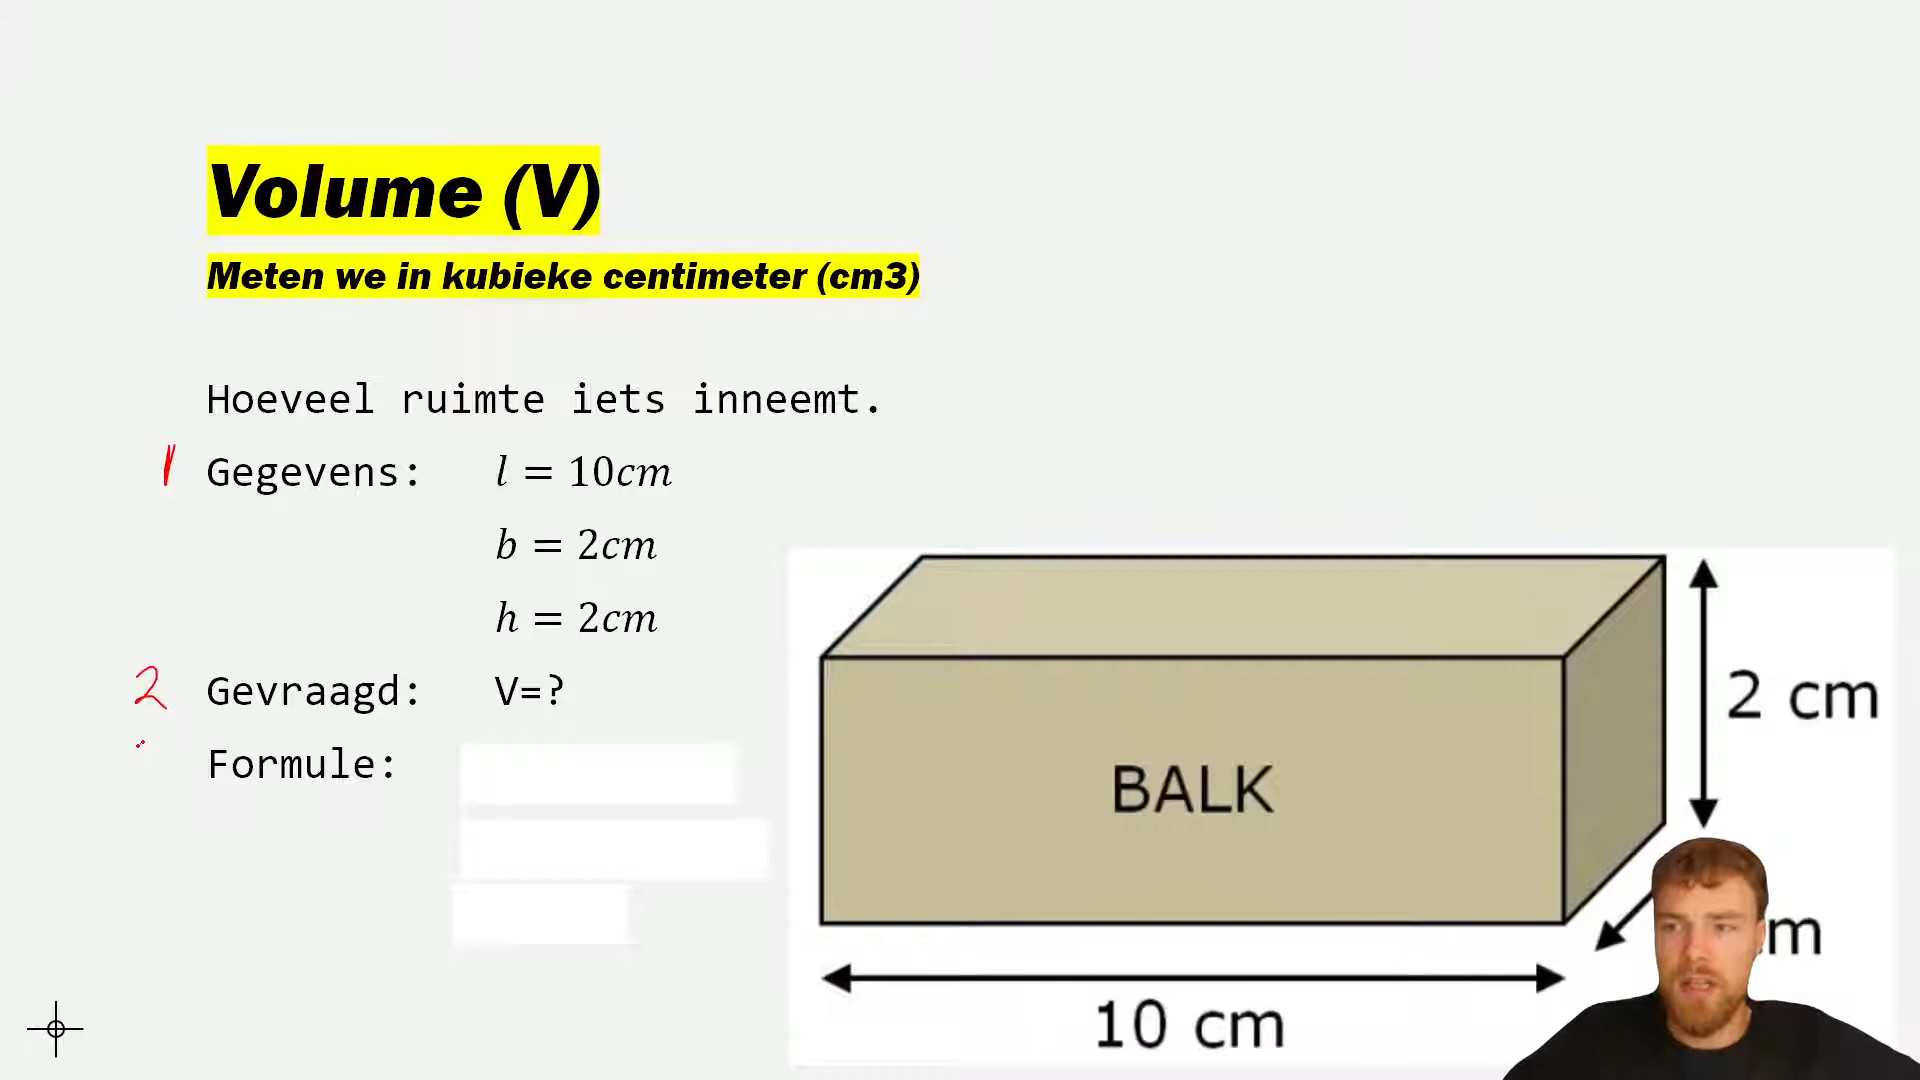 Volume (V)
Meten we in kubieke centimeter (cm3)
Hoeveel ruimte iets inneemt.
1 Gegevens: l = 10cm
b = 2cm
h = 2cm
2 Gevraagd: V=?
Formule:
BALK
2 cm
m
10 cm